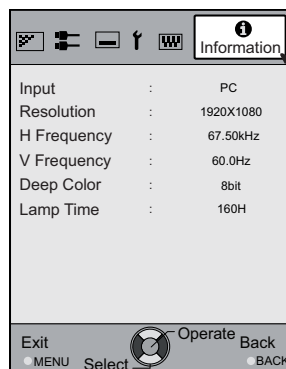 Information
Input : PC
Resolution : 1920X1080
H Frequency : 67.50kHz
V Frequency : 60.0Hz
Deep Color : 8bit
Lamp Time : 160H
Exit Operate Back
MENU Select BACK